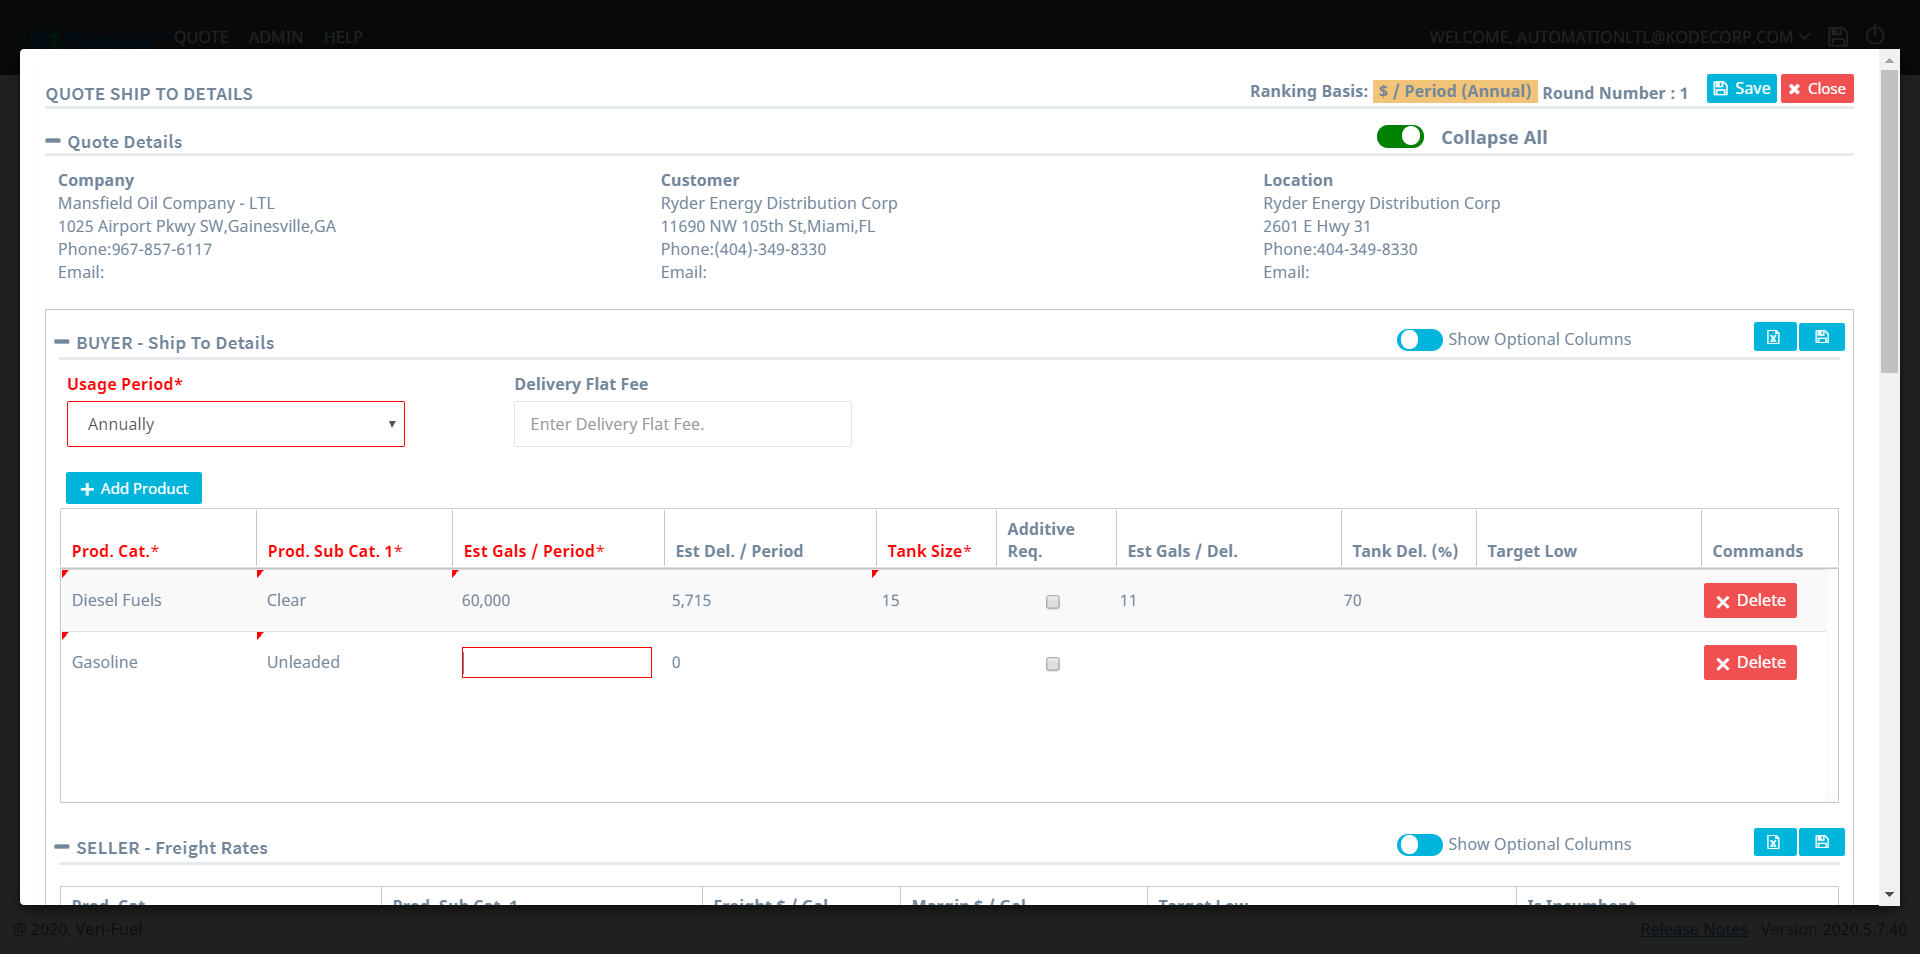 QUOTE ADMIN HELP
WELCOME, AUTOMATIONLTL@KODECORP.COM
QUOTE SHIP TO DETAILS
Ranking Basis: $ / Period (Annual) Round Number : 1
Save
Close
Quote Details
Collapse All
Company
Mansfield Oil Company - LTL
1025 Airport Pkwy SW,Gainesville,GA
Phone:967-857-6117
Email:
Customer
Ryder Energy Distribution Corp
11690 NW 105th St,Miami,FL
Phone:(404)-349-8330
Email:
Location
Ryder Energy Distribution Corp
2601 E Hwy 31
Phone:404-349-8330
Email:
BUYER - Ship To Details
Show Optional Columns
Usage Period*
Annually
Delivery Flat Fee
Enter Delivery Flat Fee.
Add Product
Prod. Cat.* Prod. Sub Cat. 1* Est Gals / Period* Est Del. / Period Tank Size* Additive Req. Est Gals / Del. Tank Del. (%) Target Low Commands
Diesel Fuels Clear 60,000 5,715 15 11 70 Delete
Gasoline Unleaded 0 Delete
SELLER - Freight Rates
Show Optional Columns
Prod. Cat. Prod. Sub Cat. 1 Freight $ / Gal. Margin $ / Gal. Target Low Is Incumbent
@ 2020, Veri-Fuel
Release Notes Version:2020.5.7.40